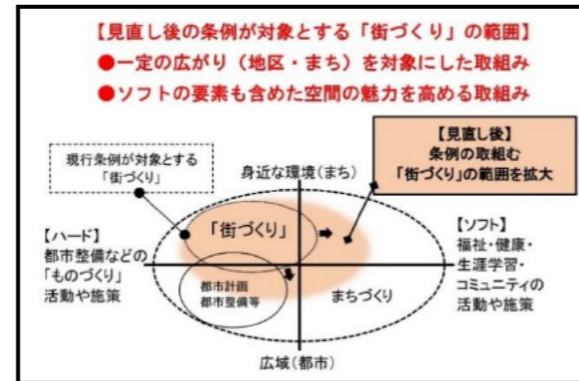 【見直し後の条例が対象とする「街づくり」の範囲】
●一定の広がり（地区・まち）を対象にした取組み
●ソフトの要素も含めた空間の魅力を高める取組み
【見直し後】
条例の取組む
「街づくり」の範囲を拡大
現行条例が対象とする
「街づくり」
身近な環境（まち）
【ハード】
都市整備などの
「ものづくり」
活動や施策
「街づくり」
【ソフト】
福祉・健康・
生涯学習・
コミュニティの
活動や施策
都市計画
都市整備等
まちづくり
広域（都市）